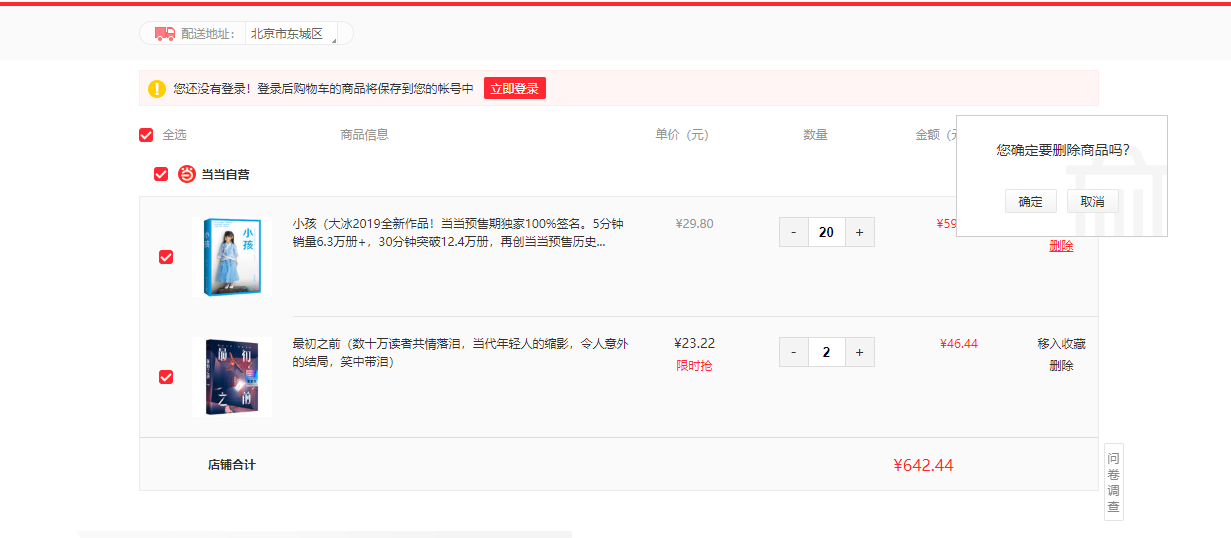 配送地址： 北京市东城区
您还没有登录！登录后购物车的商品将保存到您的帐号中 立即登录
全选 商品信息 单价（元） 数量 金额（元
您确定要删除商品吗?
确定 取消
当当自营
小孩（大冰2019全新作品！当当预售期独家100%签名。5分钟
销量6.3万册+，30分钟突破12.4万册，再创当当预售历史...
¥29.80
- 20 +
¥59
删除
小孩
最初之前（数十万读者共情落泪，当代年轻人的缩影，令人意外
的结局，笑中带泪）
¥23.22
限时抢
- 2 +
¥46.44
移入收藏
删除
最初之前
店铺合计 ¥642.44
问卷调查